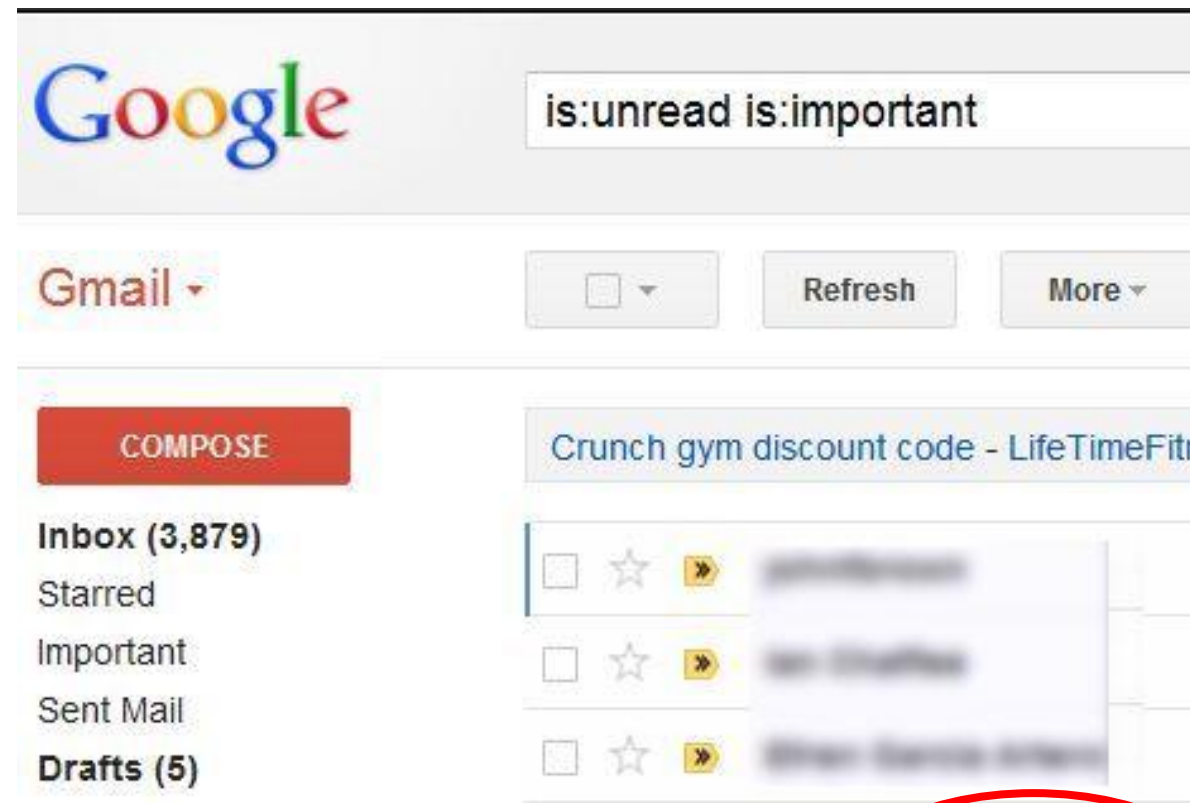 Google
is:unread is:important
Gmail
Refresh
More
COMPOSE
Crunch gym discount code - LifeTimeFit
Inbox (3,879)
Starred
Important
Sent Mail
Drafts (5)